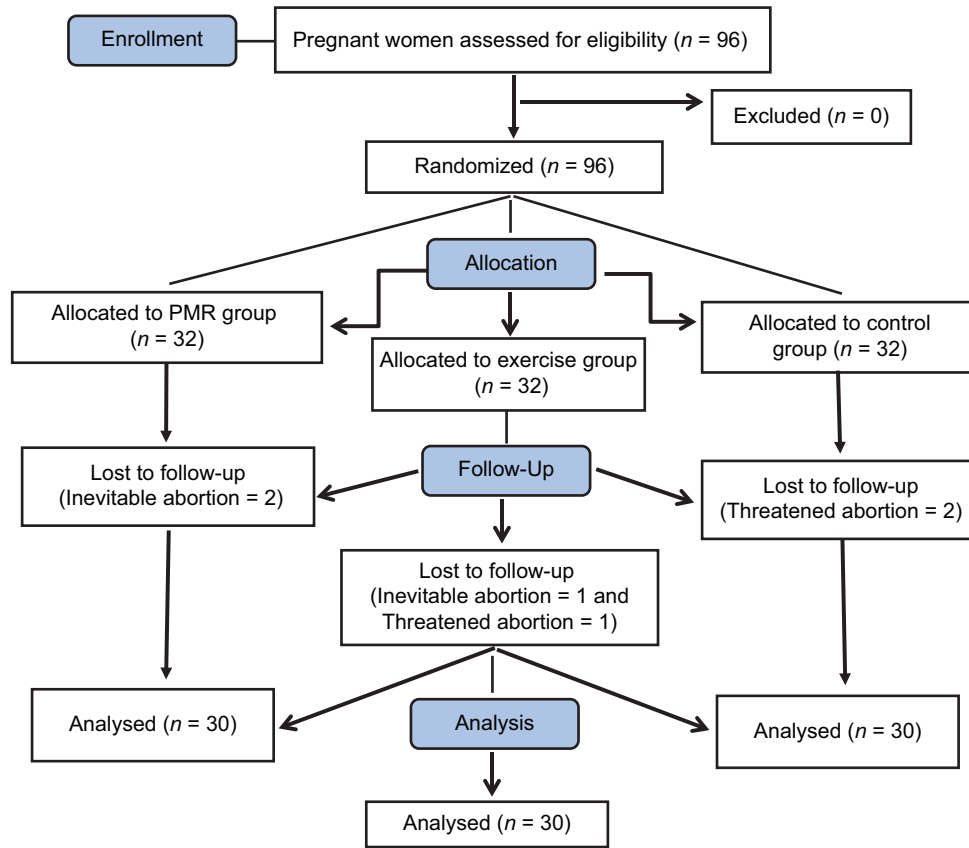 Enrollment
Pregnant women assessed for eligibility (n = 96)
Excluded (n = 0)
Randomized (n = 96)
Allocation
Allocated to PMR group
(n = 32)
Allocated to exercise group
(n = 32)
Allocated to control
group (n = 32)
Lost to follow-up
(Inevitable abortion = 2)
Follow-Up
Lost to follow-up
(Threatened abortion = 2)
Lost to follow-up
(Inevitable abortion = 1 and
Threatened abortion = 1)
Analysed (n = 30)
Analysis
Analysed (n = 30)
Analysed (n = 30)